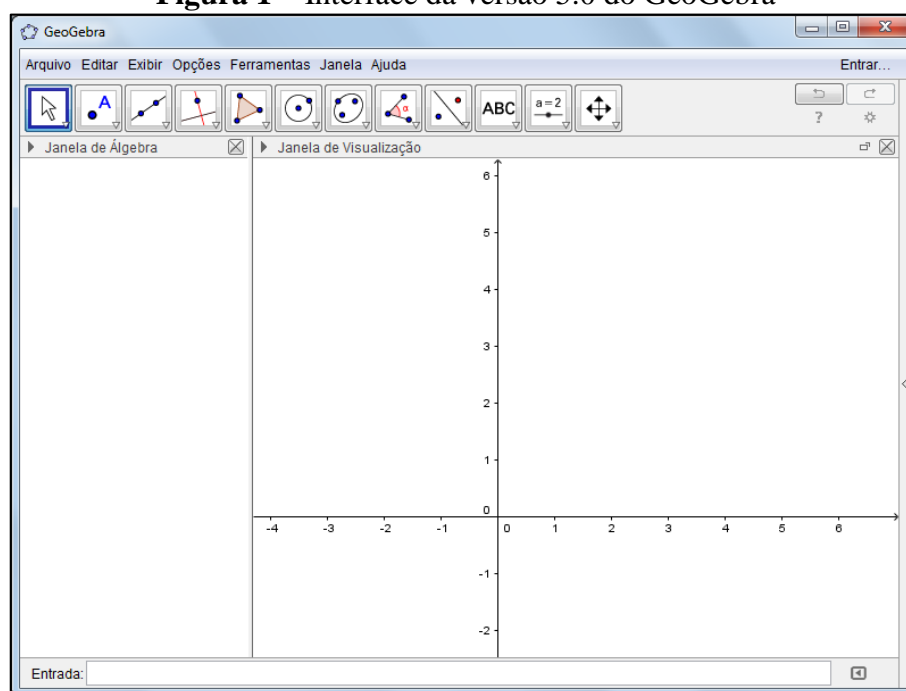 Figura 1 – Interface da versão 5.0 do GeoGebra
GeoGebra
Arquivo Editar Exibir Opções Ferramentas Janela Ajuda Entrar...
A α ABC a=2 ?
Janela de Álgebra Janela de Visualização
6
5
4
3
2
1
0
-4 -3 -2 -1 0 1 2 3 4 5 6
-1
-2
Entrada: